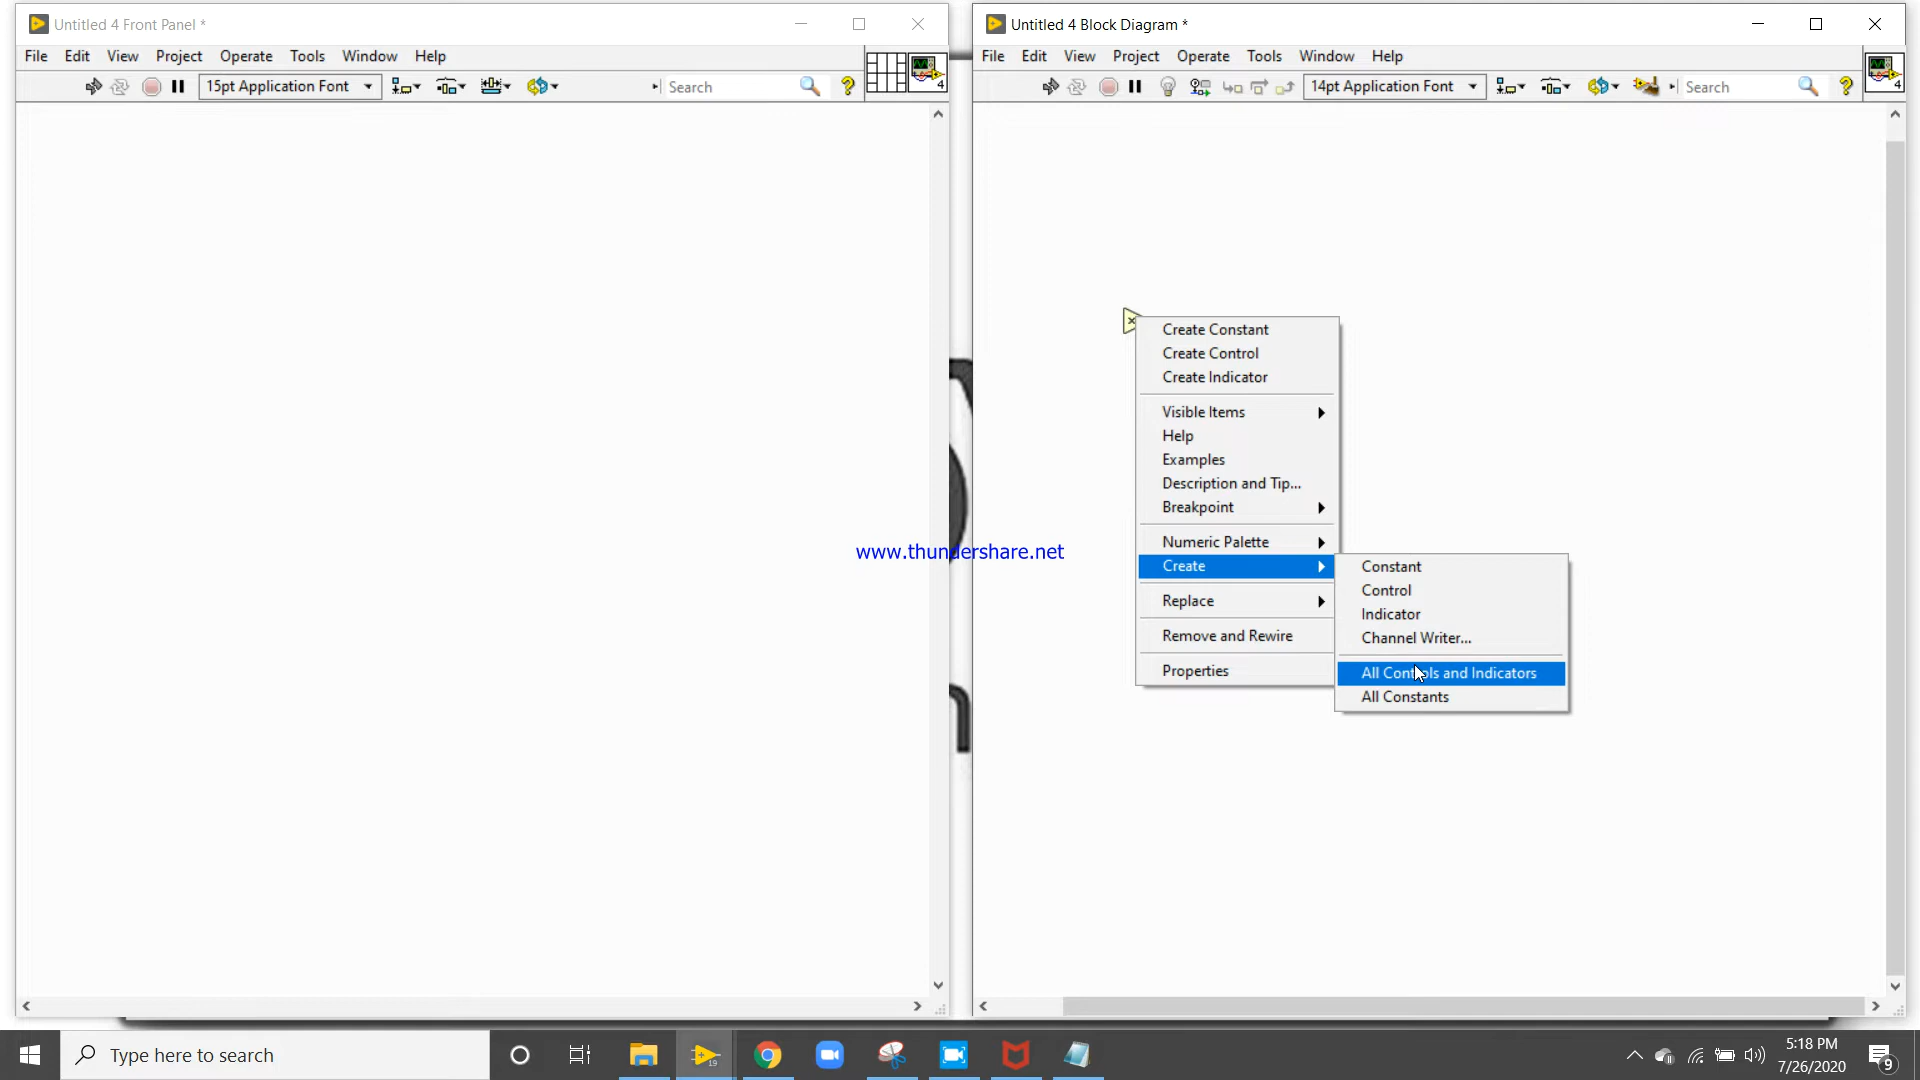 Untitled 4 Front Panel *
File Edit View Project Operate Tools Window Help
15pt Application Font
Search
4
Untitled 4 Block Diagram *
File Edit View Project Operate Tools Window Help
14pt Application Font
Search
4
Create Constant
Create Control
Create Indicator
Visible Items
Help
Examples
Description and Tip...
Breakpoint
Numeric Palette
Create
Replace
Remove and Rewire
Properties
Constant
Control
Indicator
Channel Writer...
All Controls and Indicators
All Constants
www.thundershare.net
Type here to search
19
5:18 PM
7/26/2020
9